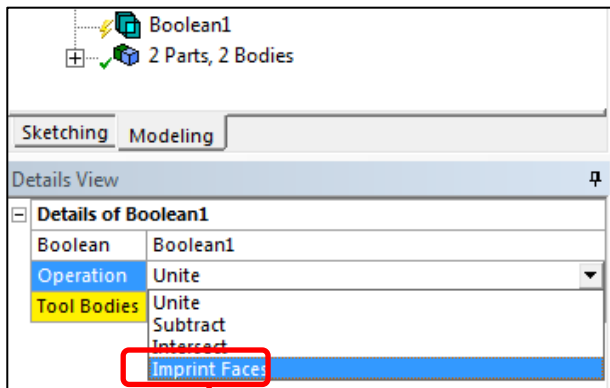 Boolean1
2 Parts, 2 Bodies
Sketching Modeling
Details View
Details of Boolean1
Boolean Boolean1
Operation Unite
Tool Bodies Unite
Subtract
Intersect
Imprint Faces